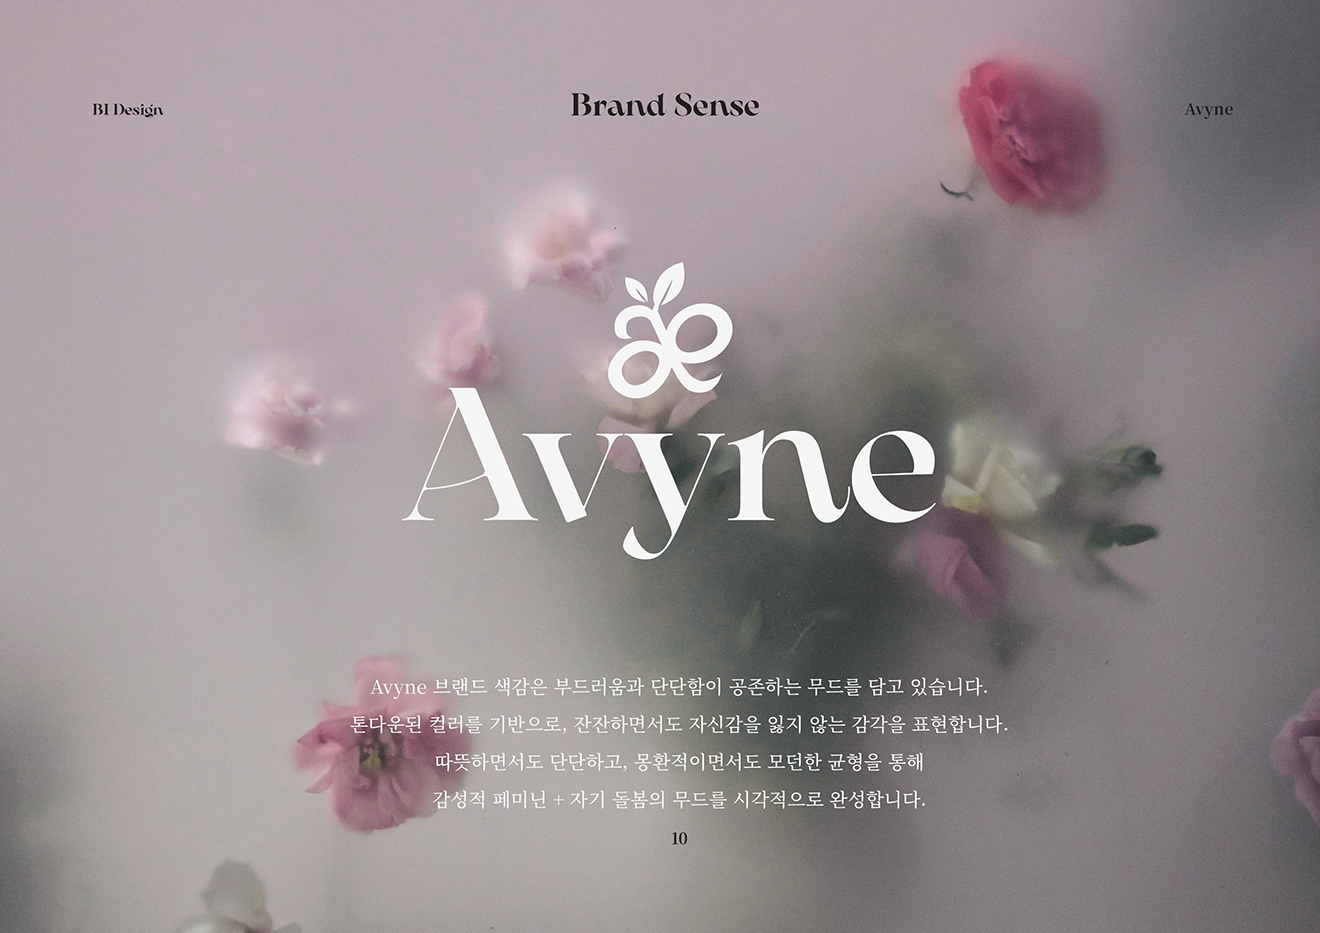 BI Design
Brand Sense
Avyne
ae
Avyne
Avyne 브랜드 색감은 부드러움과 단단함이 공존하는 무드를 담고 있습니다.
톤다운된 컬러를 기반으로, 잔잔하면서도 자신감을 잃지 않는 감각을 표현합니다.
따뜻하면서도 단단하고, 몽환적이면서도 모던한 균형을 통해
감성적 페미닌 + 자기 돌봄의 무드를 시각적으로 완성합니다.
10